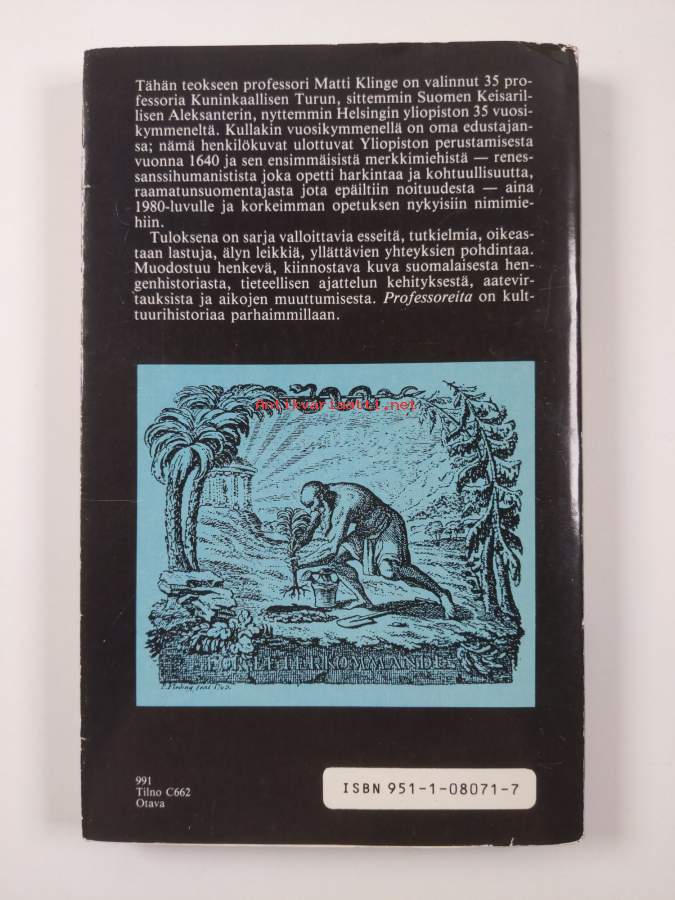 Tähän teokseen professori Matti Klinge on valinnut 35 pro-
fessoria Kuninkaallisen Turun, sittemmin Suomen Keisaril-
lisen Aleksanterin, nyttemmin Helsingin yliopiston 35 vuosi-
kymmeneltä. Kullakin vuosikymmenellä on oma edustajan-
sa; nämä henkilökuvat ulottuvat Yliopiston perustamisesta
vuonna 1640 ja sen ensimmäisistä merkkimiehistä — renes-
sanssihumanistista joka opetti harkintaa ja kohtuullisuutta,
raamatunsuomentajasta jota epäiltiin noituudesta — aina
1980-luvulle ja korkeimman opetuksen nykyisiin nimimie-
hiin.
Tuloksena on sarja valloittavia esseitä, tutkielmia, oikeas-
taan lastuja, älyn leikkiä, yllättävien yhteyksien pohdintaa.
Muodostuu henkevä, kiinnostava kuva suomalaisesta hen-
genhistoriasta, tieteellisen ajattelun kehityksestä, aatevir-
tauksista ja aikojen muuttumisesta. Professoreita on kult-
tuurihistoriaa parhaimmillaan.
Antikvariaatti.net
FÖR EFTERKOMMANDE
991
Tilno C662
Otava
ISBN 951-1-08071-7